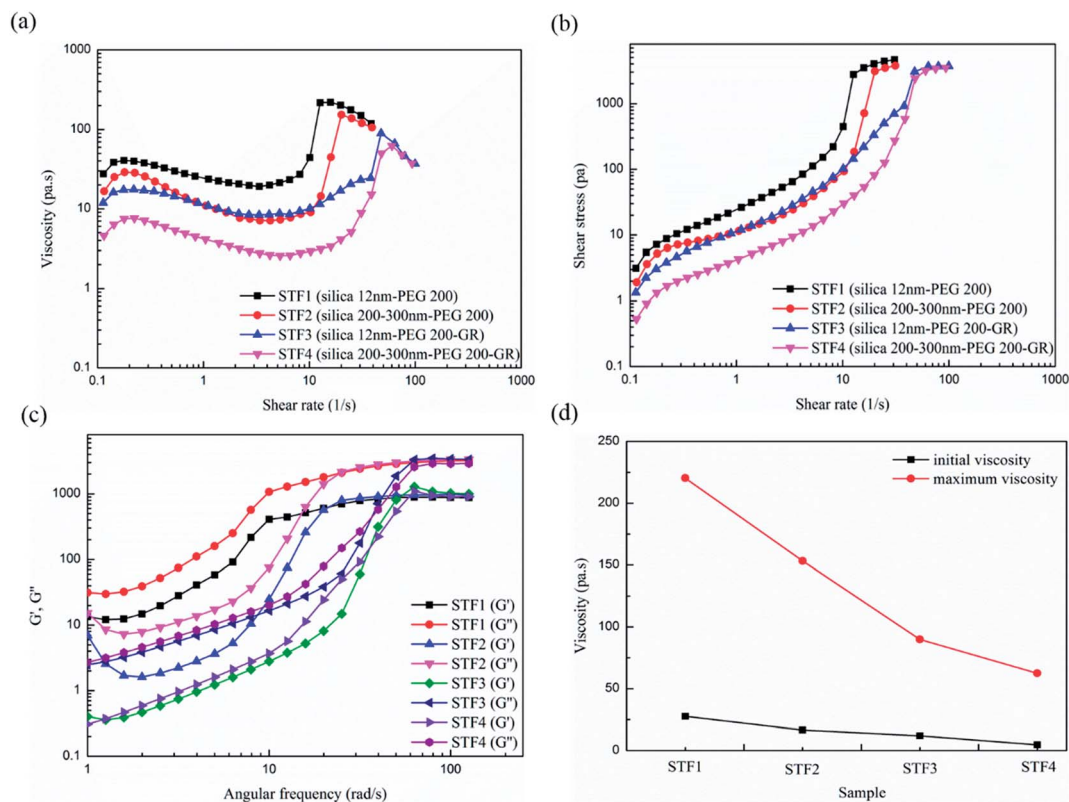 (a)
1000
100
10
1
0.1
Viscosity (pa.s)
STF1 (silica 12nm-PEG 200)
STF2 (silica 200-300nm-PEG 200)
STF3 (silica 12nm-PEG 200-GR)
STF4 (silica 200-300nm-PEG 200-GR)
0.1 1 10 100 1000
Shear rate (1/s)
(b)
1000
100
10
1
0.1
Shear stress (pa)
STF1 (silica 12nm-PEG 200)
STF2 (silica 200-300nm-PEG 200)
STF3 (silica 12nm-PEG 200-GR)
STF4 (silica 200-300nm-PEG 200-GR)
0.1 1 10 100 1000
Shear rate (1/s)
(c)
1000
100
10
1
0.1
G', G"
STF1 (G')
STF1 (G")
STF2 (G')
STF2 (G")
STF3 (G')
STF3 (G")
STF4 (G')
STF4 (G")
1 10 100
Angular frequency (rad/s)
(d)
250
200
150
100
50
0
Viscosity (pa.s)
initial viscosity
maximum viscosity
STF1 STF2 STF3 STF4
Sample